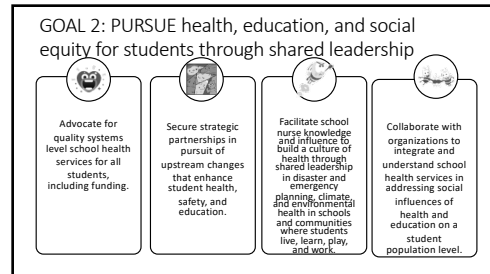 GOAL 2: PURSUE health, education, and social
equity for students through shared leadership
Advocate for
quality systems
level school health
services for all
students,
including funding.
Secure strategic
partnerships in
pursuit of
upstream changes
that enhance
student health,
safety, and
education.
Facilitate school
nurse knowledge
and influence to
build a culture of
health through
shared leadership
in disaster and
emergency
planning, climate,
and environmental
health in schools
and communities
where students
live, learn, play,
and work.
Collaborate with
organizations to
integrate and
understand school
health services in
addressing social
influences of
health and
education on a
student
population level.